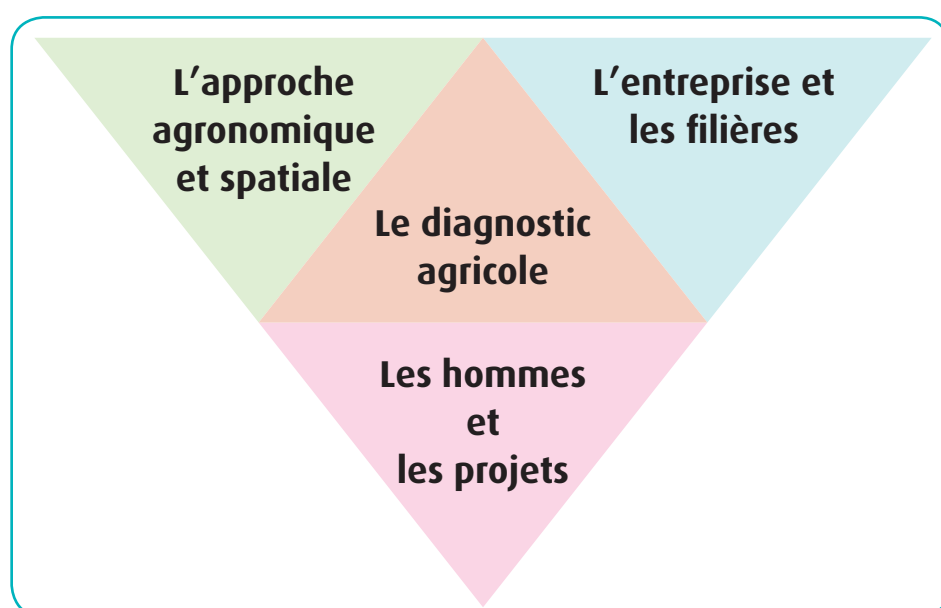 L’approche
agronomique
et spatiale
L’entreprise et
les filières
Le diagnostic
agricole
Les hommes
et
les projets